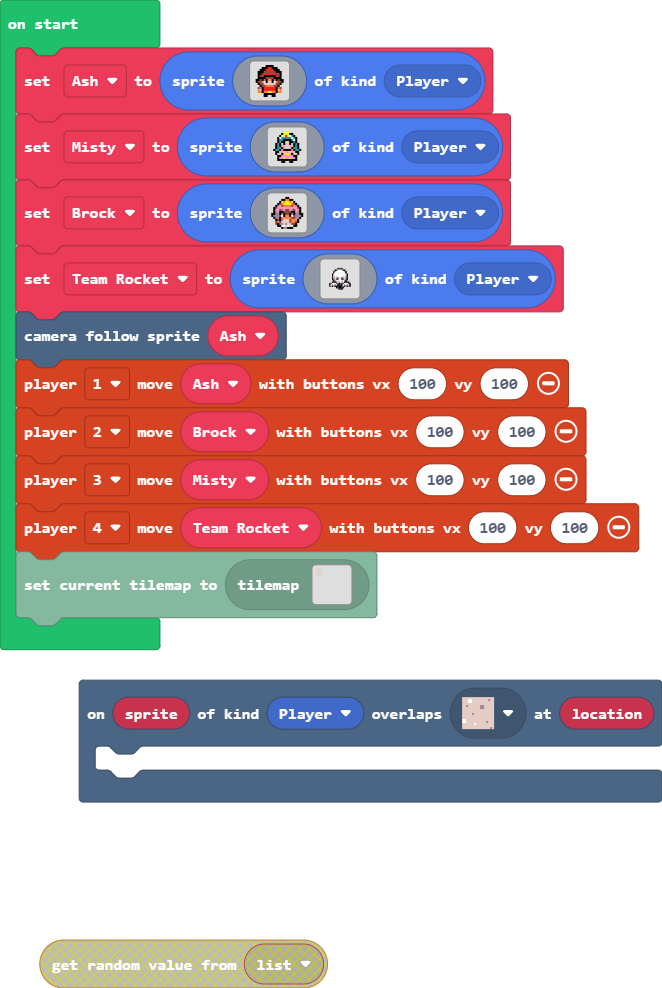 on start
set Ash to sprite of kind Player
set Misty to sprite of kind Player
set Brock to sprite of kind Player
set Team Rocket to sprite of kind Player
camera follow sprite Ash
player 1 move Ash with buttons vx 100 vy 100
player 2 move Brock with buttons vx 100 vy 100
player 3 move Misty with buttons vx 100 vy 100
player 4 move Team Rocket with buttons vx 100 vy 100
set current tilemap to tilemap
on sprite of kind Player overlaps at location
get random value from list